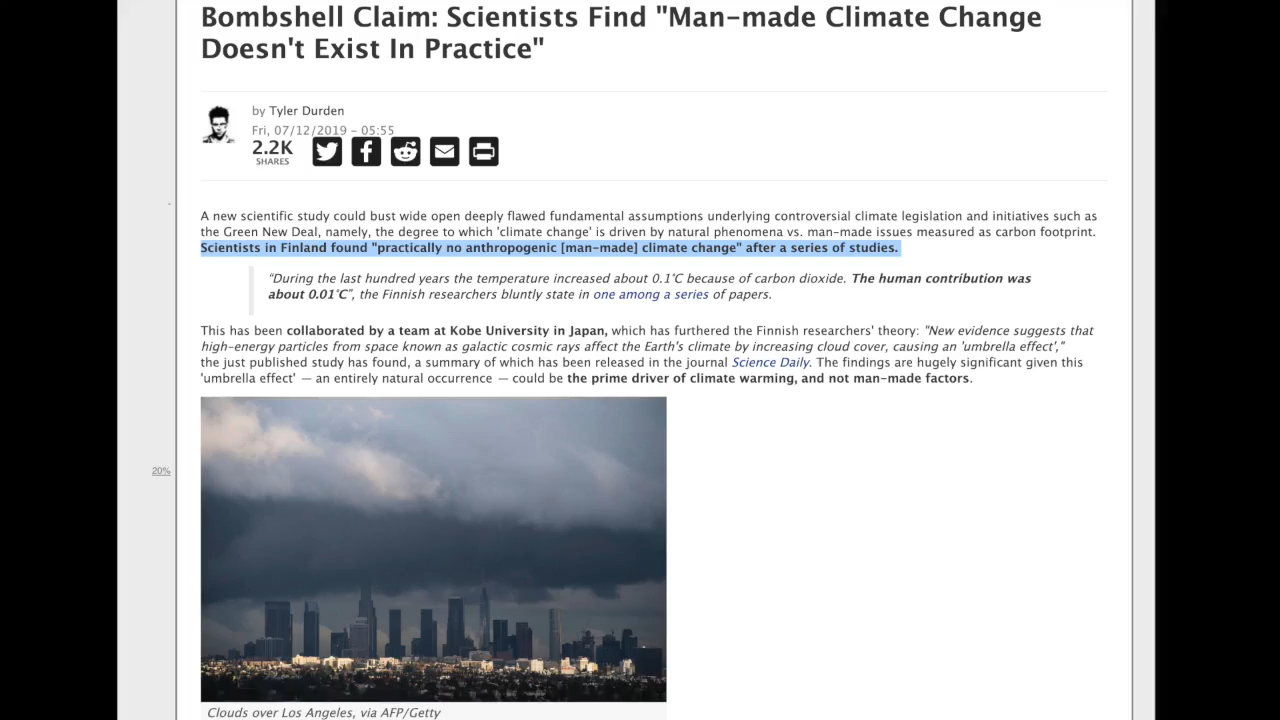 Bombshell Claim: Scientists Find "Man-made Climate Change
Doesn't Exist In Practice"
by Tyler Durden
Fri, 07/12/2019 - 05:55
2.2K
SHARES
A new scientific study could bust wide open deeply flawed fundamental assumptions underlying controversial climate legislation and initiatives such as
the Green New Deal, namely, the degree to which 'climate change' is driven by natural phenomena vs. man-made issues measured as carbon footprint.
Scientists in Finland found "practically no anthropogenic [man-made] climate change" after a series of studies.
"During the last hundred years the temperature increased about 0.1°C because of carbon dioxide. The human contribution was
about 0.01°C", the Finnish researchers bluntly state in one among a series of papers.
This has been collaborated by a team at Kobe University in Japan, which has furthered the Finnish researchers' theory: "New evidence suggests that
high-energy particles from space known as galactic cosmic rays affect the Earth's climate by increasing cloud cover, causing an 'umbrella effect',"
the just published study has found, a summary of which has been released in the journal Science Daily. The findings are hugely significant given this
'umbrella effect' — an entirely natural occurrence — could be the prime driver of climate warming, and not man-made factors.
20%
Clouds over Los Angeles, via AFP/Getty